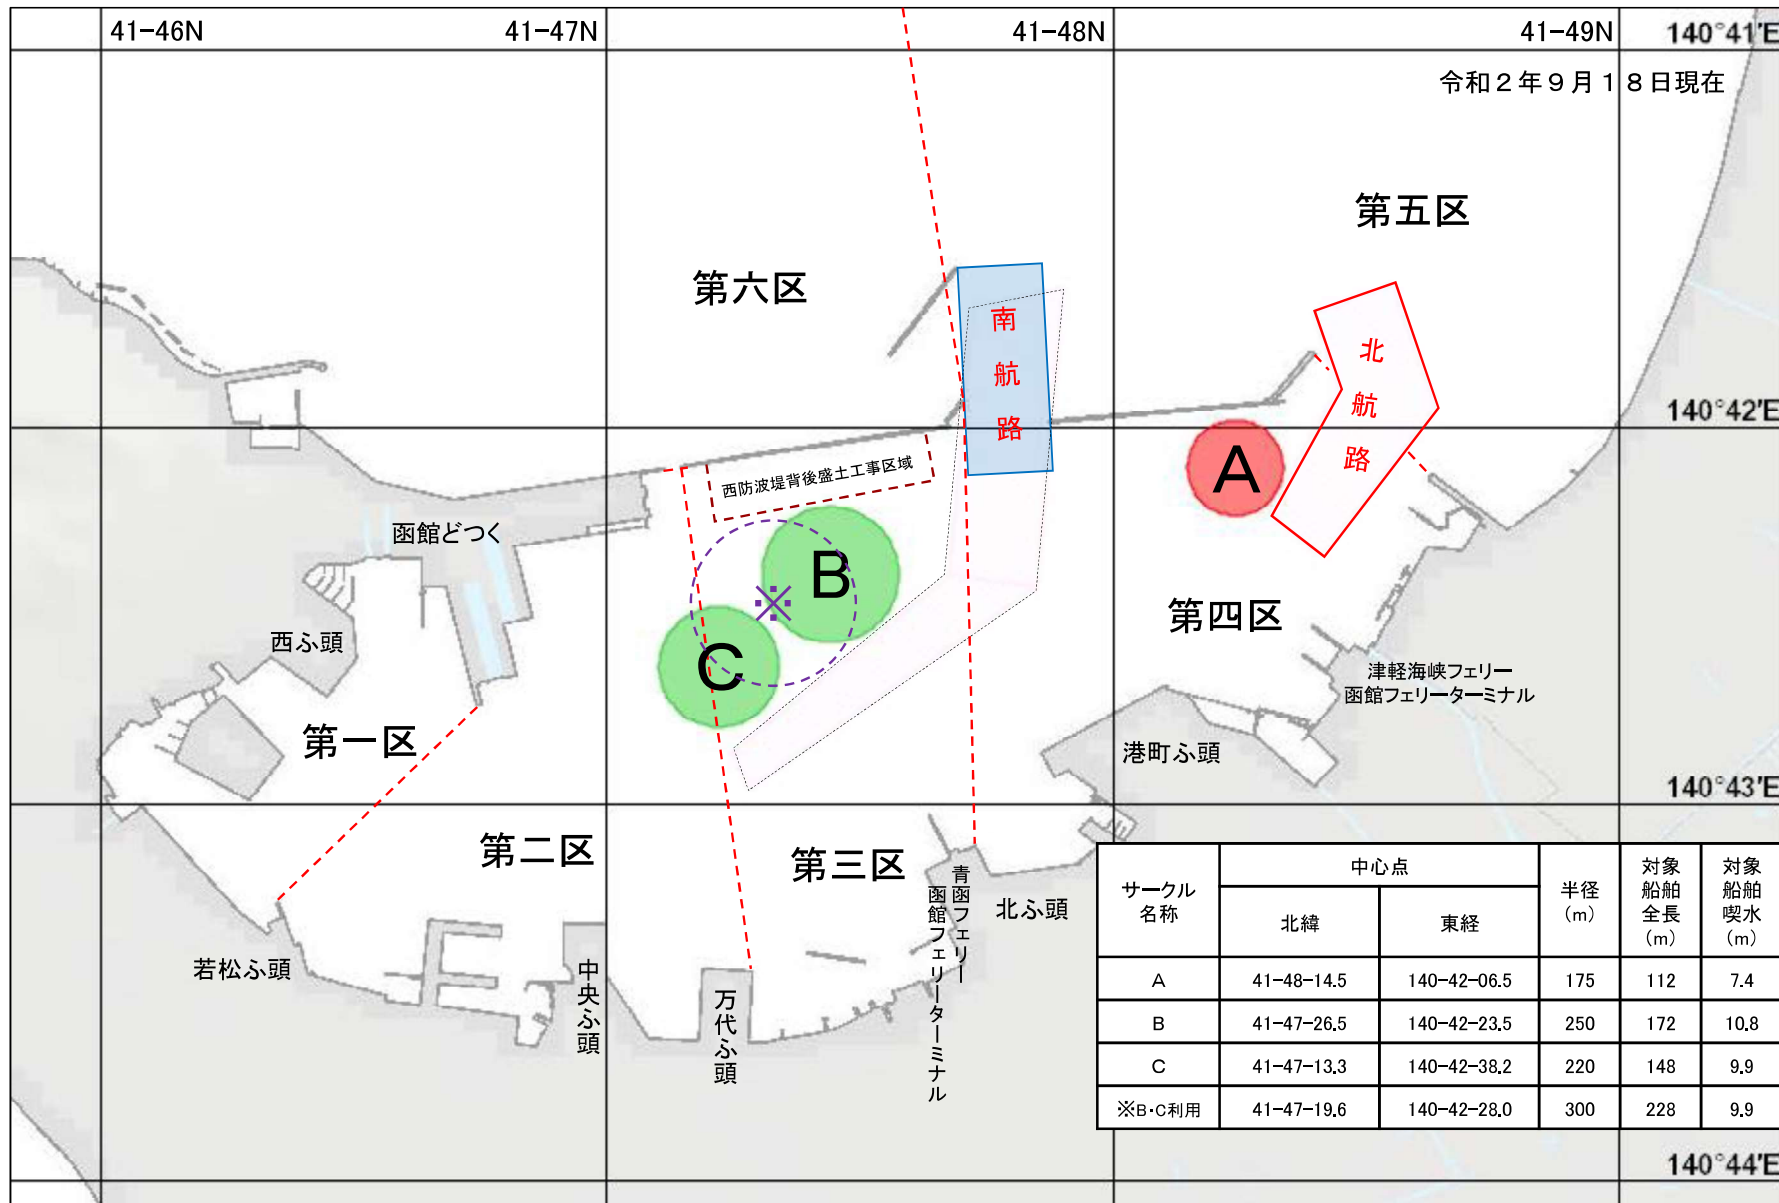 41-46N
41-47N
41-48N
41-49N
140°41'E
令和2年9月18日現在
第五区
第六区
南航路
北航路
140°42'E
A
西防波堤背後盛土工事区域
函館どつく
B
※
西ふ頭
第四区
C
津軽海峡フェリー
函館フェリーターミナル
第一区
港町ふ頭
140°43'E
第二区
第三区
青函フェリー
函館フェリーターミナル
北ふ頭
若松ふ頭
中央ふ頭
万代ふ頭
サークル名称 中心点 半径(m) 対象船舶全長(m) 対象船舶喫水(m)
北緯 東経
A 41-48-14.5 140-42-06.5 175 112 7.4
B 41-47-26.5 140-42-23.5 250 172 10.8
C 41-47-13.3 140-42-38.2 220 148 9.9
※B・C利用 41-47-19.6 140-42-28.0 300 228 9.9
140°44'E